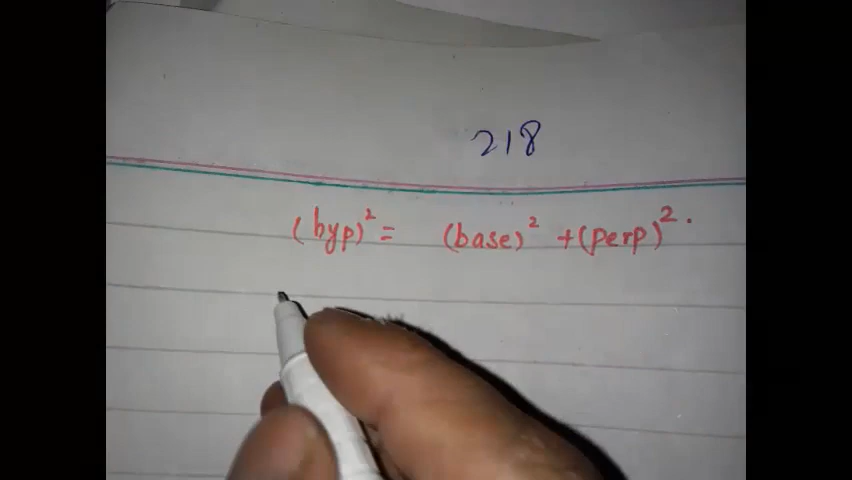 218
(hyp)² = (base)² + (perp)².